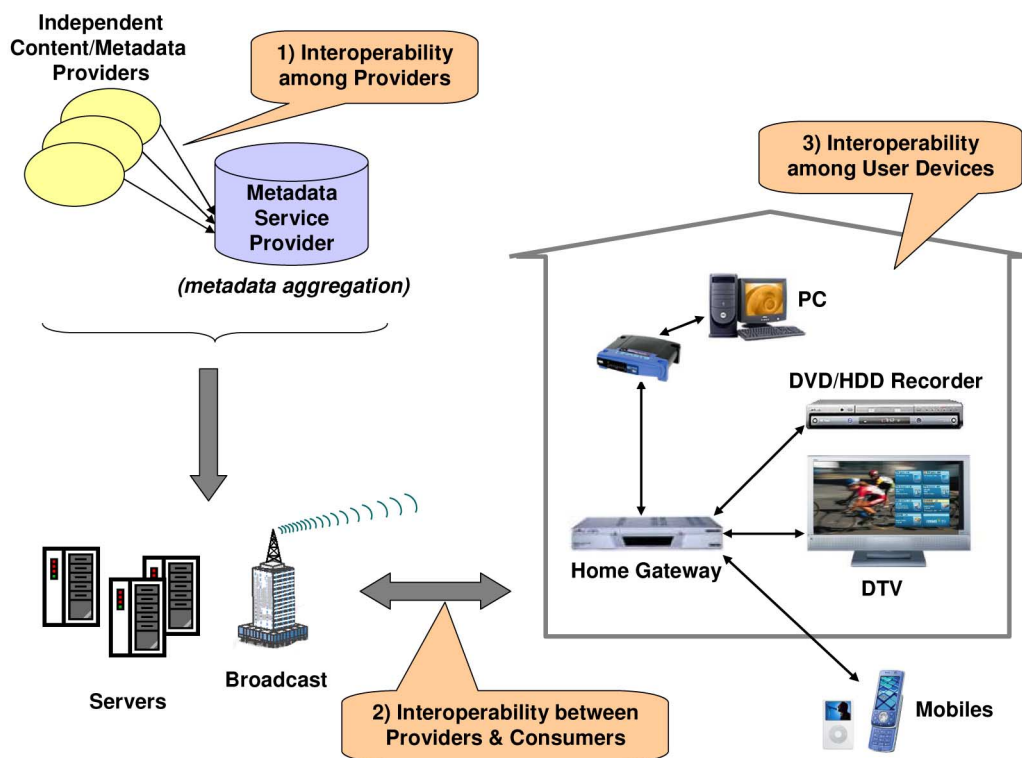 Independent
Content/Metadata
Providers
1) Interoperability
among Providers
3) Interoperability
among User Devices
Metadata
Service
Provider
(metadata aggregation)
PC
DVD/HDD Recorder
Home Gateway
DTV
Servers
Broadcast
2) Interoperability between
Providers & Consumers
Mobiles